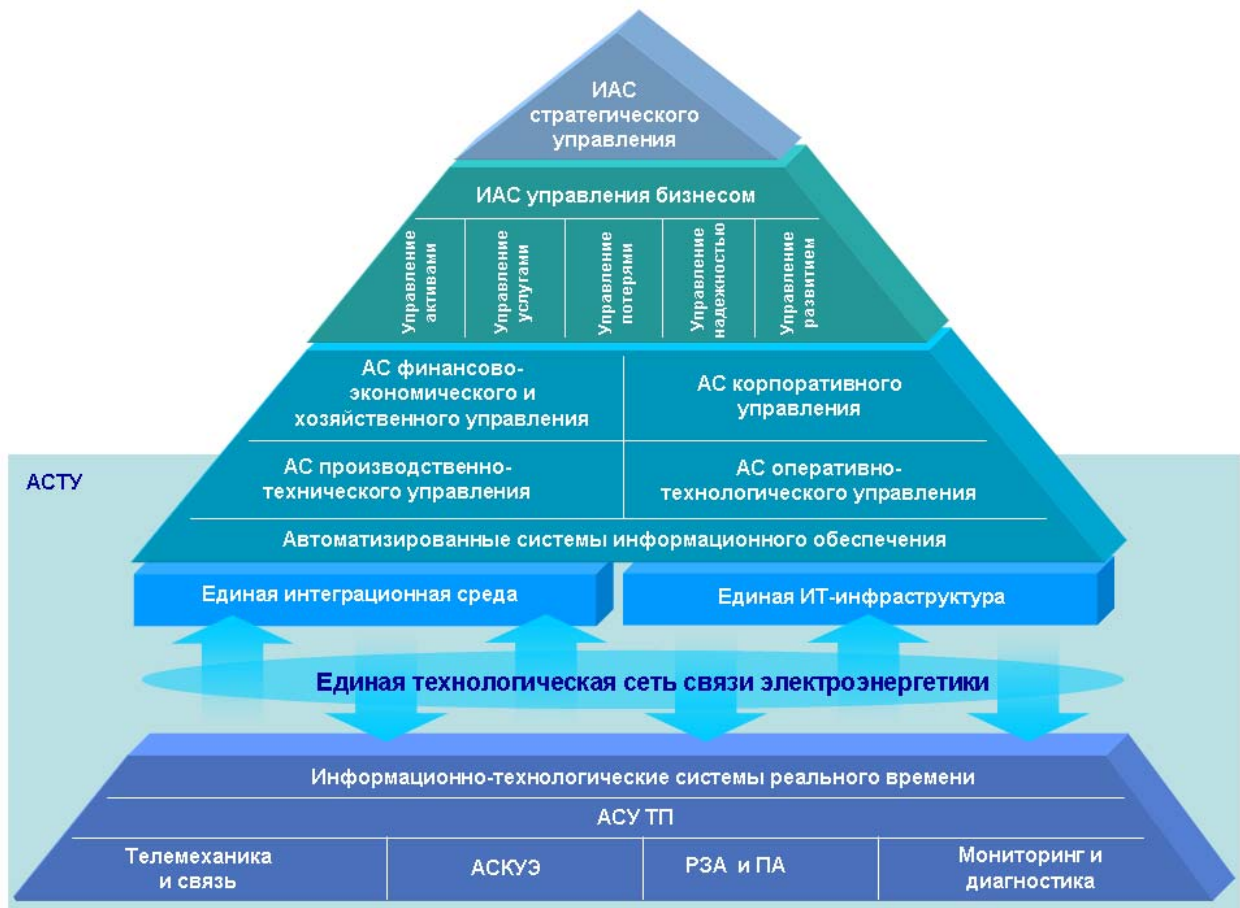 ИАС
стратегического
управления
ИАС управления бизнесом
Управление
активами
Управление
услугами
Управление
потерями
Управление
надежностью
Управление
развитием
АС финансово-
экономического и
хозяйственного управления
АС корпоративного
управления
АСТУ
АС производственно-
технического управления
АС оперативно-
технологического управления
Автоматизированные системы информационного обеспечения
Единая интеграционная среда
Единая ИТ-инфраструктура
Единая технологическая сеть связи электроэнергетики
Информационно-технологические системы реального времени
АСУ ТП
Телемеханика
и связь
АСКУЭ
РЗА и ПА
Мониторинг и
диагностика